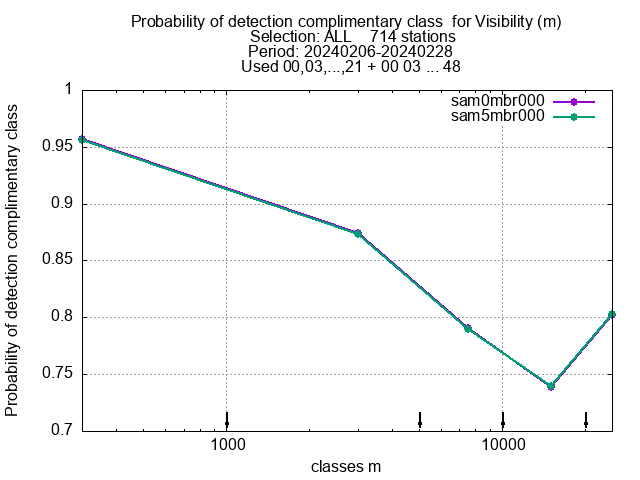 Probability of detection complimentary class  for Visibility (m)
Selection: ALL    714 stations
Period: 20240206-20240228
Used 00,03,...,21 + 00 03 ... 48
sam0mbr000
sam5mbr000
Probability of detection complimentary class
1
0.95
0.9
0.85
0.8
0.75
0.7
1000
10000
classes m